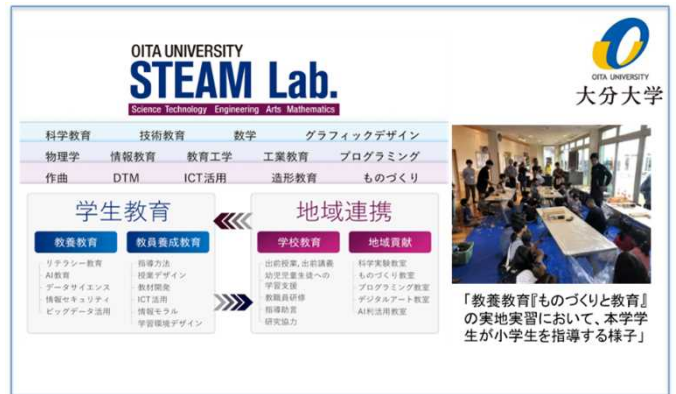 OITA UNIVERSITY
STEAM Lab.
Science Technology Engineering Arts Mathematics
OITA UNIVERSITY
大分大学
科学教育 技術教育 数学 グラフィックデザイン
物理学 情報教育 教育工学 工業教育 プログラミング
作曲 DTM ICT活用 造形教育 ものづくり
学生教育
教養教育
リテラシー教育
AI教育
データサイエンス
情報セキュリティ
ビッグデータ活用
教員養成教育
指導方法
授業デザイン
教材開発
ICT活用
情報モラル
学習環境デザイン
地域連携
学校教育
出前授業,出前講義
幼児児童生徒への
学習支援
教職員研修
指導助言
研究協力
地域貢献
科学実験教室
ものづくり教室
プログラミング教室
デジタルアート教室
AI利活用教室
「教養教育『ものづくりと教育』
の実地実習において、本学学
生が小学生を指導する様子」